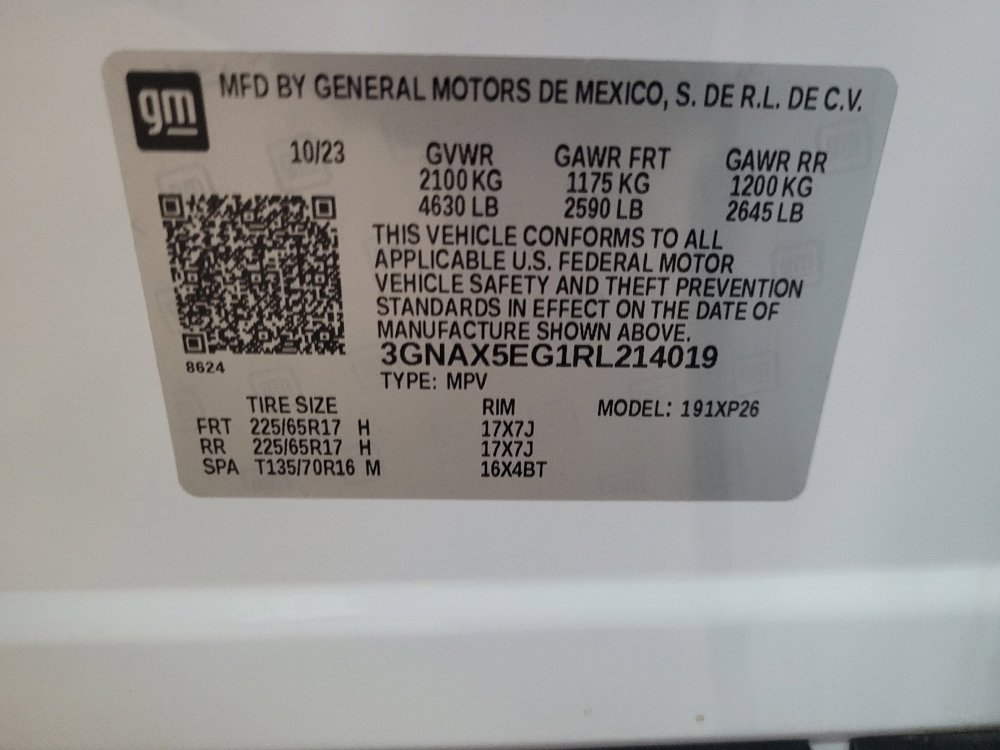 gm
MFD BY GENERAL MOTORS DE MEXICO, S. DE R.L. DE C.V.
10/23 GVWR GAWR FRT GAWR RR
2100 KG 1175 KG 1200 KG
4630 LB 2590 LB 2645 LB
THIS VEHICLE CONFORMS TO ALL
APPLICABLE U.S. FEDERAL MOTOR
VEHICLE SAFETY AND THEFT PREVENTION
STANDARDS IN EFFECT ON THE DATE OF
MANUFACTURE SHOWN ABOVE.
3GNAX5EG1RL214019
8624
TYPE: MPV
TIRE SIZE RIM MODEL: 191XP26
FRT 225/65R17 H 17X7J
RR 225/65R17 H 17X7J
SPA T135/70R16 M 16X4BT